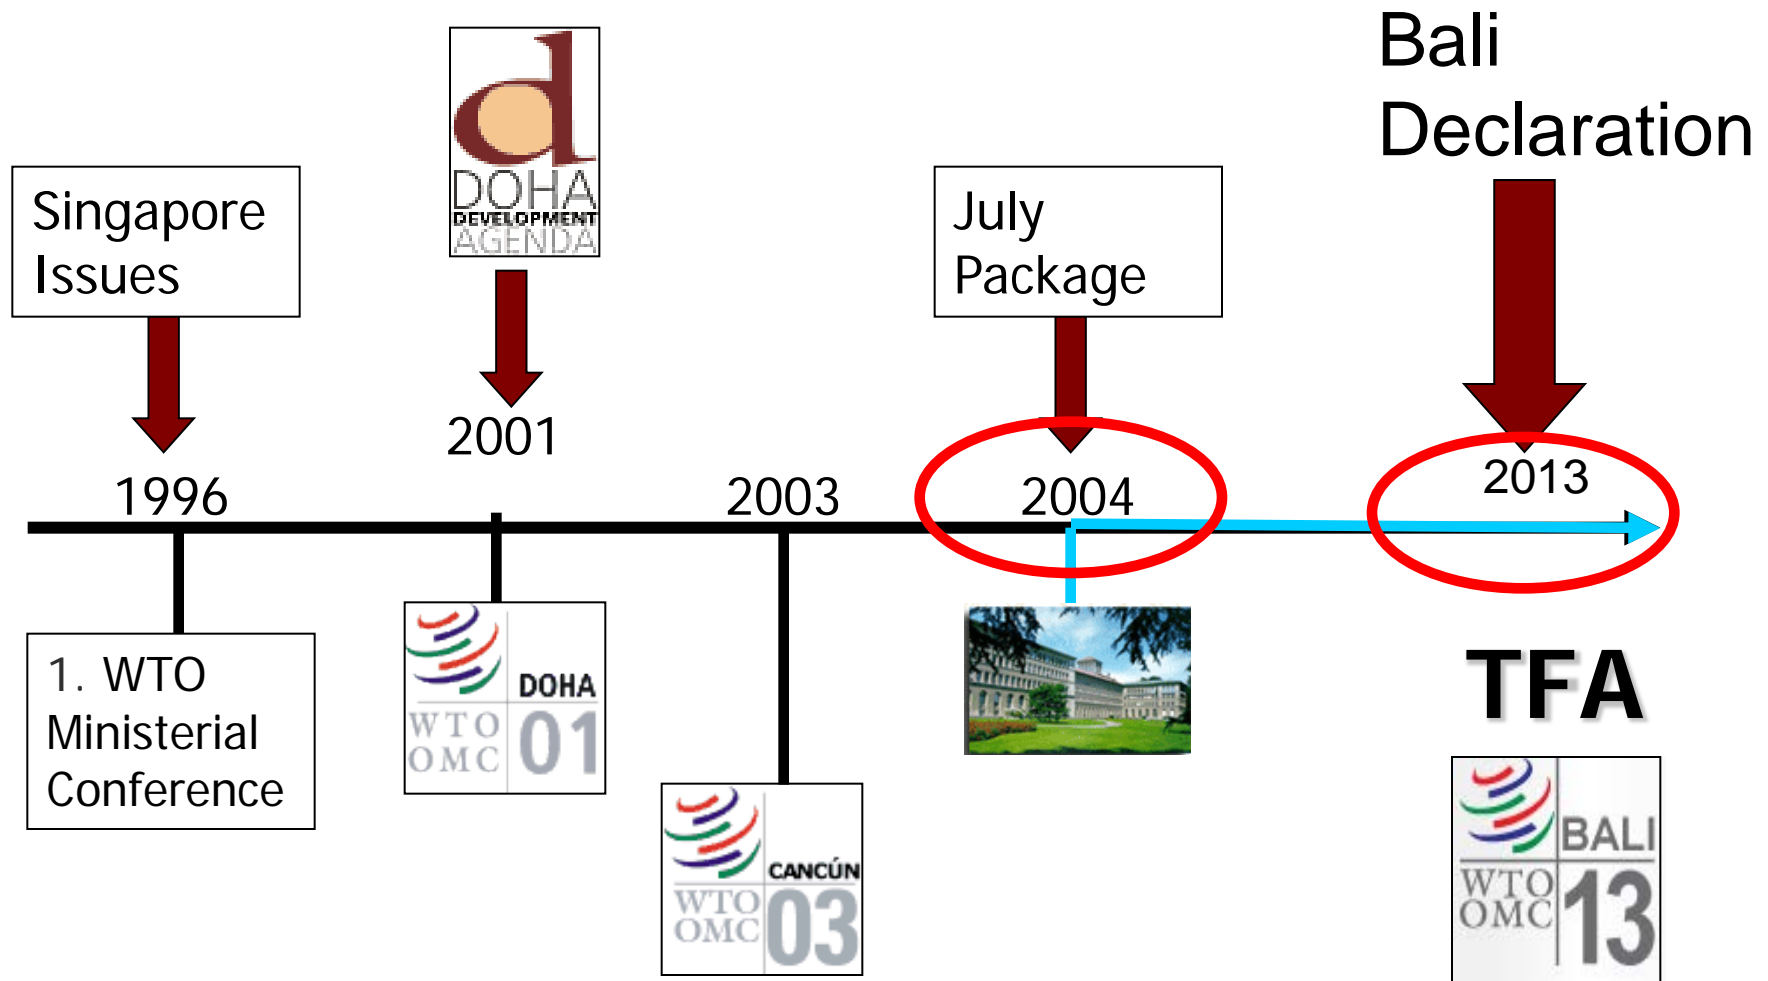 Bali
Declaration
DOHA
DEVELOPMENT
AGENDA
Singapore
Issues
July
Package
2001
1996
2003
2004
2013
1. WTO
Ministerial
Conference
DOHA
WTO
OMC
01
CANCÚN
WTO
OMC
03
TFA
BALI
WTO
OMC
13